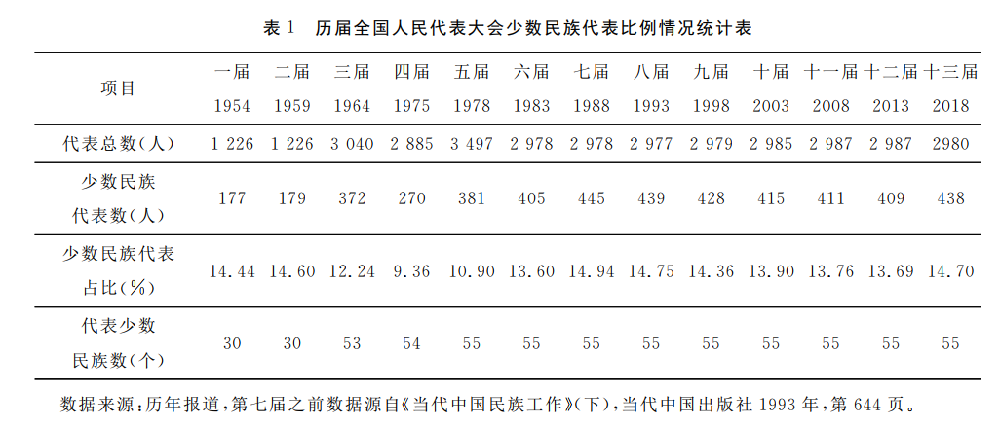 表 1 历届全国人民代表大会少数民族代表比例情况统计表
项目 一届 二届 三届 四届 五届 六届 七届 八届 九届 十届 十一届 十二届 十三届
1954 1959 1964 1975 1978 1983 1988 1993 1998 2003 2008 2013 2018
代表总数(人) 1 226 1 226 3 040 2 885 3 497 2 978 2 978 2 977 2 979 2 985 2 987 2 987 2980
少数民族
代表数(人) 177 179 372 270 381 405 445 439 428 415 411 409 438
少数民族代表
占比(%) 14.44 14.60 12.24 9.36 10.90 13.60 14.94 14.75 14.36 13.90 13.76 13.69 14.70
代表少数
民族数(个) 30 30 53 54 55 55 55 55 55 55 55 55 55
数据来源:历年报道,第七届之前数据源自《当代中国民族工作》(下),当代中国出版社 1993 年,第 644 页。